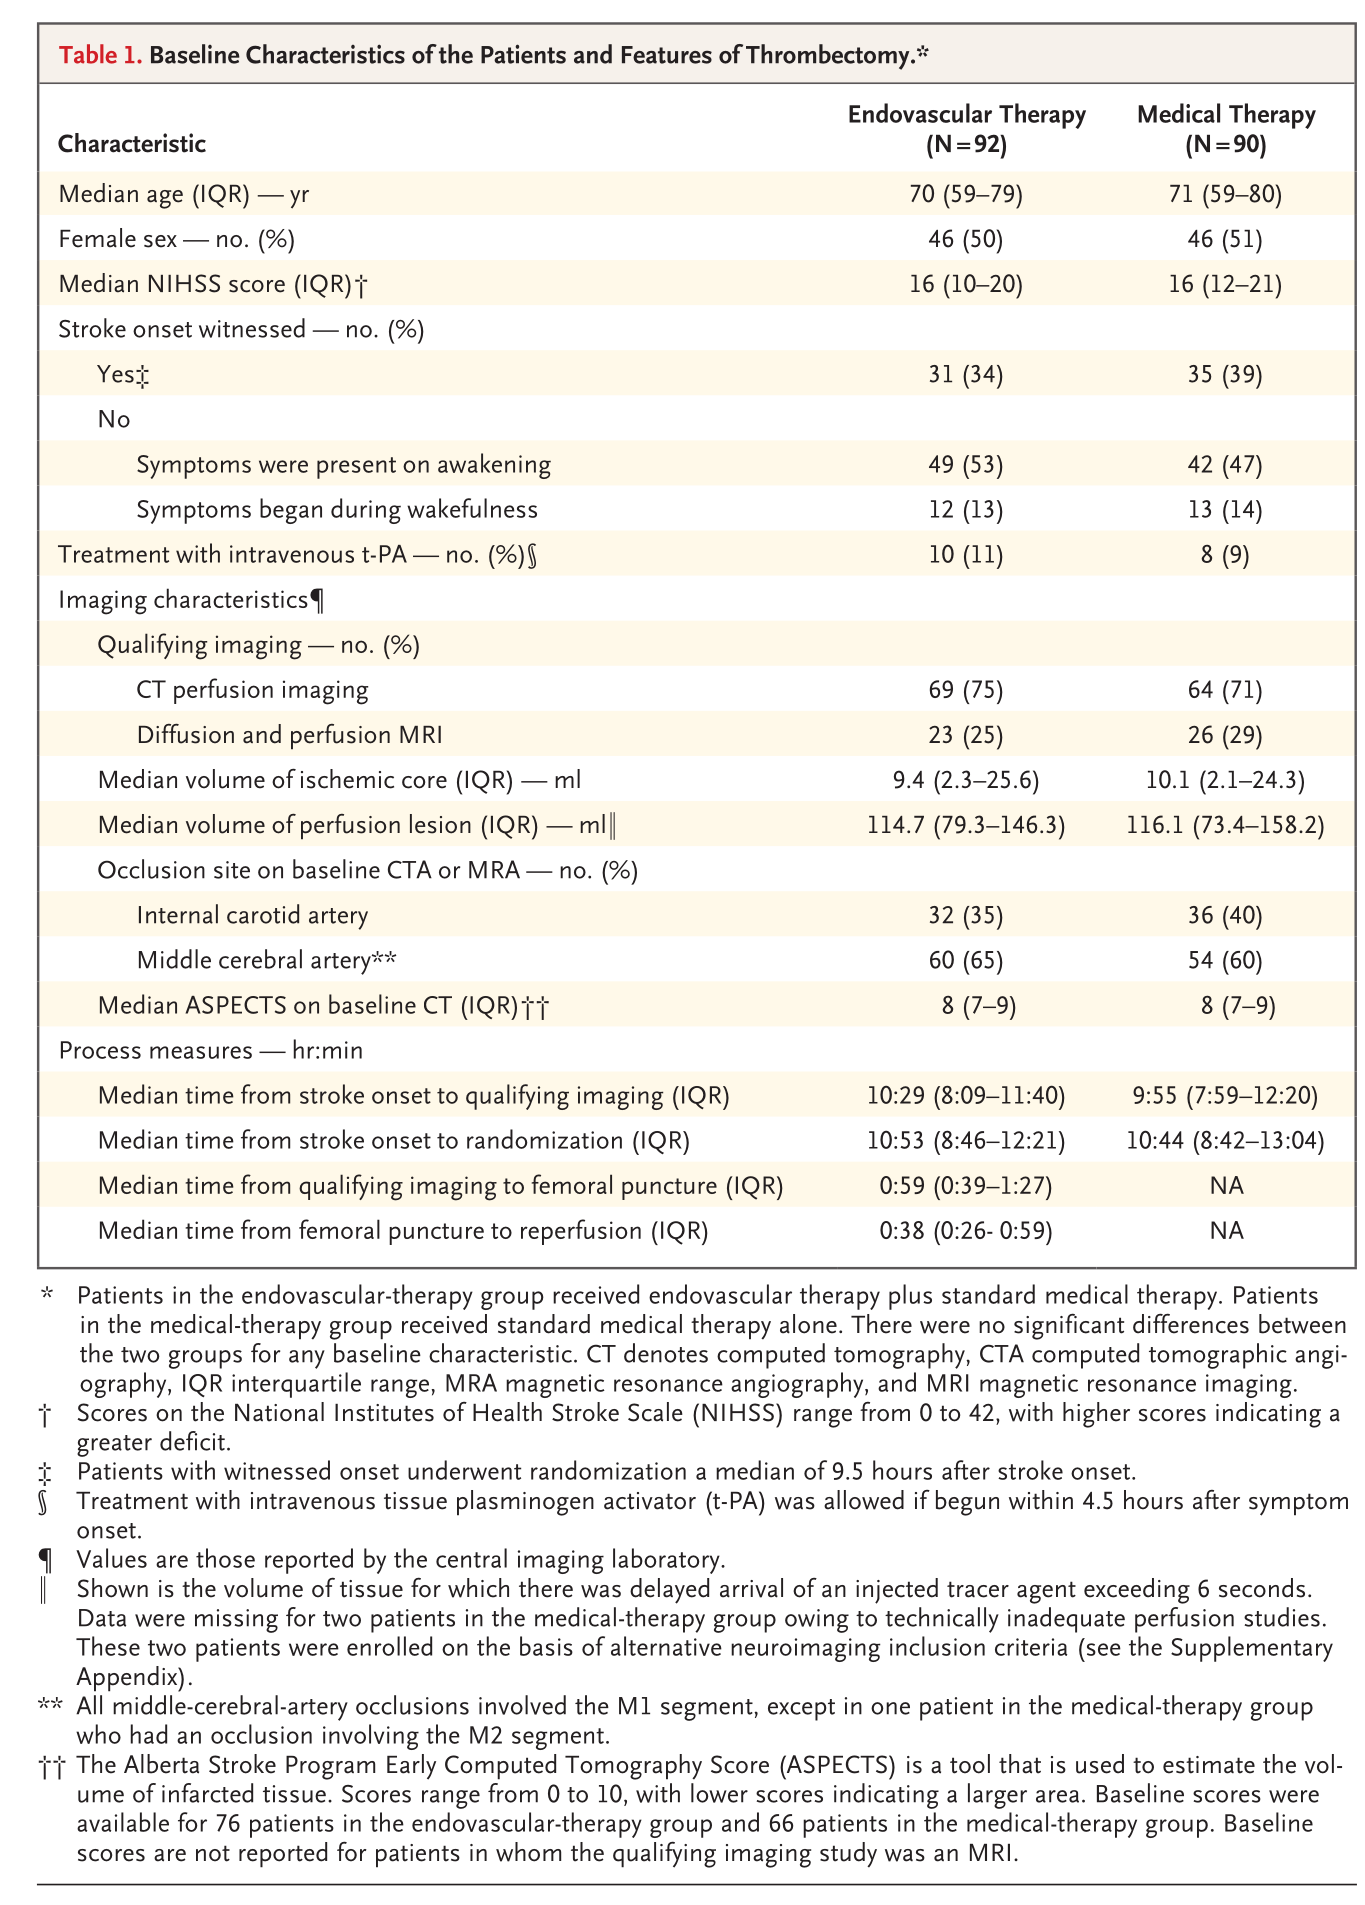 Table 1. Baseline Characteristics of the Patients and Features of Thrombectomy.*
Characteristic Endovascular Therapy (N=92) Medical Therapy (N=90)
Median age (IQR) — yr 70 (59–79) 71 (59–80)
Female sex — no. (%) 46 (50) 46 (51)
Median NIHSS score (IQR)† 16 (10–20) 16 (12–21)
Stroke onset witnessed — no. (%)
Yes‡ 31 (34) 35 (39)
No
Symptoms were present on awakening 49 (53) 42 (47)
Symptoms began during wakefulness 12 (13) 13 (14)
Treatment with intravenous t-PA — no. (%)§ 10 (11) 8 (9)
Imaging characteristics¶
Qualifying imaging — no. (%)
CT perfusion imaging 69 (75) 64 (71)
Diffusion and perfusion MRI 23 (25) 26 (29)
Median volume of ischemic core (IQR) — ml 9.4 (2.3–25.6) 10.1 (2.1–24.3)
Median volume of perfusion lesion (IQR) — ml‖ 114.7 (79.3–146.3) 116.1 (73.4–158.2)
Occlusion site on baseline CTA or MRA — no. (%)
Internal carotid artery 32 (35) 36 (40)
Middle cerebral artery** 60 (65) 54 (60)
Median ASPECTS on baseline CT (IQR)†† 8 (7–9) 8 (7–9)
Process measures — hr:min
Median time from stroke onset to qualifying imaging (IQR) 10:29 (8:09–11:40) 9:55 (7:59–12:20)
Median time from stroke onset to randomization (IQR) 10:53 (8:46–12:21) 10:44 (8:42–13:04)
Median time from qualifying imaging to femoral puncture (IQR) 0:59 (0:39–1:27) NA
Median time from femoral puncture to reperfusion (IQR) 0:38 (0:26- 0:59) NA
* Patients in the endovascular-therapy group received endovascular therapy plus standard medical therapy. Patients
in the medical-therapy group received standard medical therapy alone. There were no significant differences between
the two groups for any baseline characteristic. CT denotes computed tomography, CTA computed tomographic angi-
ography, IQR interquartile range, MRA magnetic resonance angiography, and MRI magnetic resonance imaging.
† Scores on the National Institutes of Health Stroke Scale (NIHSS) range from 0 to 42, with higher scores indicating a
greater deficit.
‡ Patients with witnessed onset underwent randomization a median of 9.5 hours after stroke onset.
§ Treatment with intravenous tissue plasminogen activator (t-PA) was allowed if begun within 4.5 hours after symptom
onset.
¶ Values are those reported by the central imaging laboratory.
‖ Shown is the volume of tissue for which there was delayed arrival of an injected tracer agent exceeding 6 seconds.
Data were missing for two patients in the medical-therapy group owing to technically inadequate perfusion studies.
These two patients were enrolled on the basis of alternative neuroimaging inclusion criteria (see the Supplementary
Appendix).
** All middle-cerebral-artery occlusions involved the M1 segment, except in one patient in the medical-therapy group
who had an occlusion involving the M2 segment.
†† The Alberta Stroke Program Early Computed Tomography Score (ASPECTS) is a tool that is used to estimate the vol-
ume of infarcted tissue. Scores range from 0 to 10, with lower scores indicating a larger area. Baseline scores were
available for 76 patients in the endovascular-therapy group and 66 patients in the medical-therapy group. Baseline
scores are not reported for patients in whom the qualifying imaging study was an MRI.